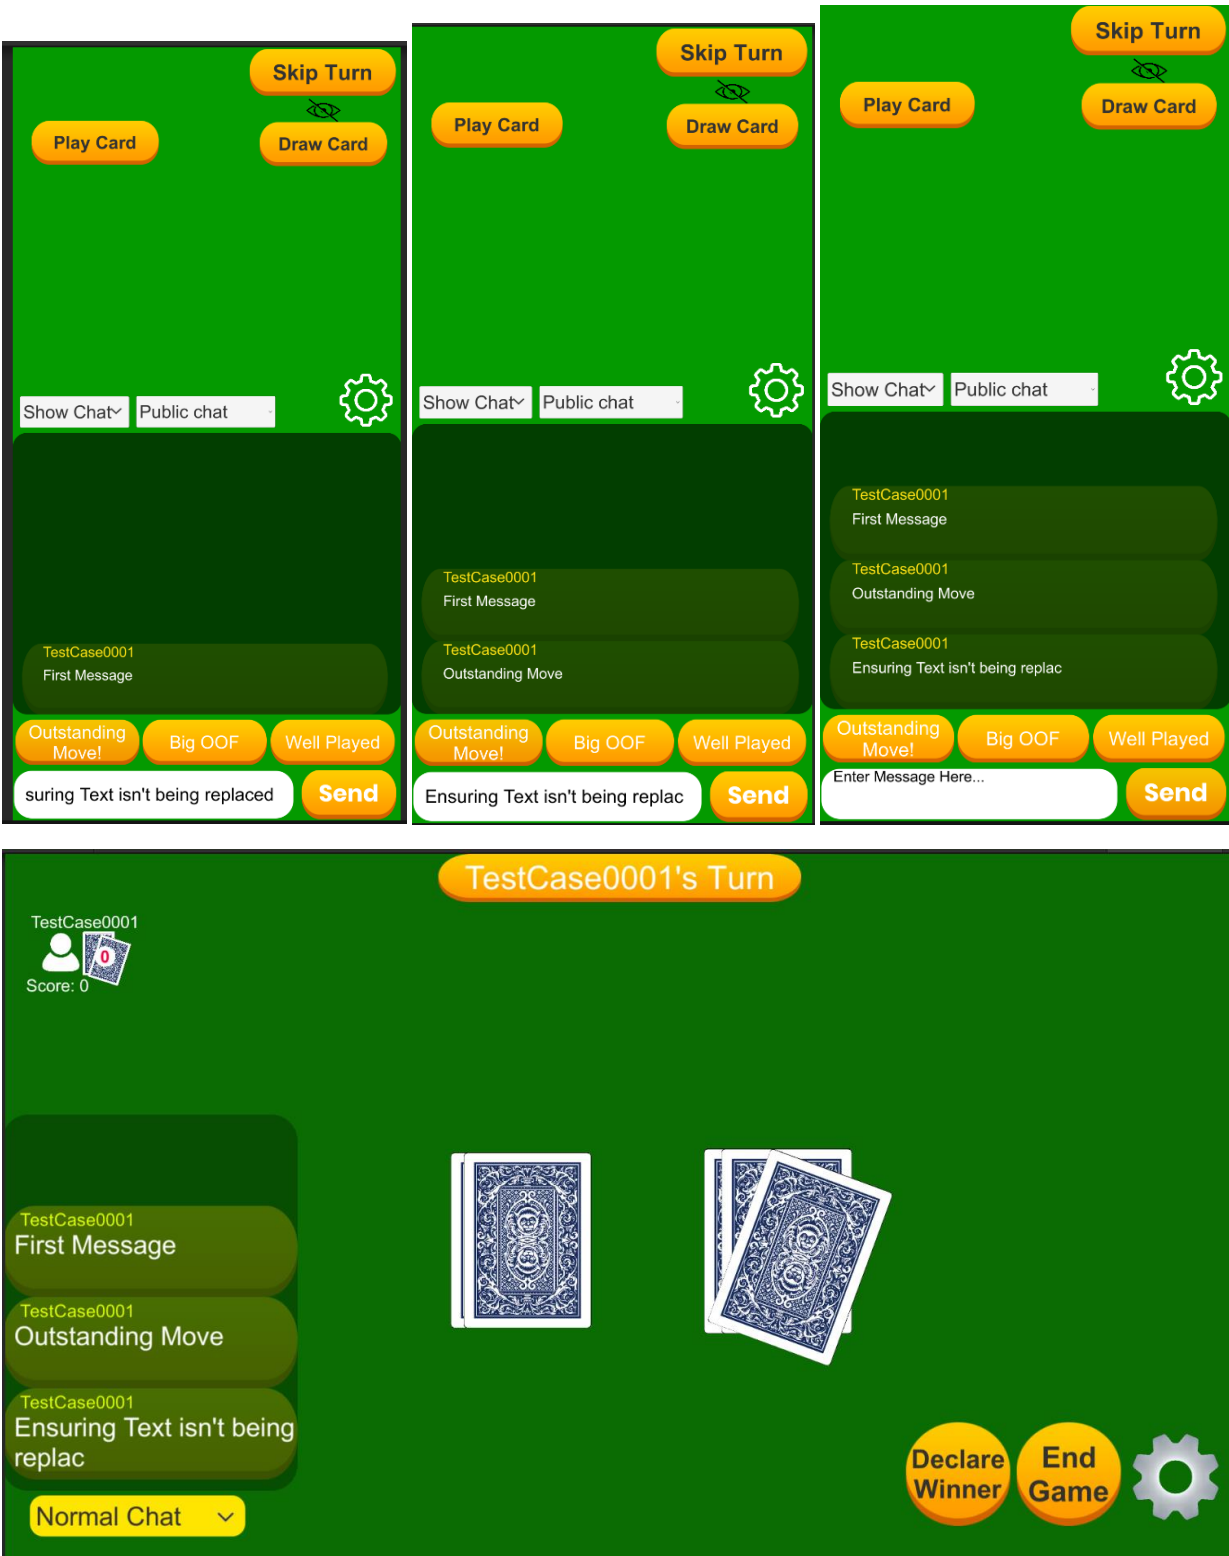 Skip Turn
Play Card
Draw Card
Show Chat
Public chat
TestCase0001
First Message
Outstanding
Move!
Big OOF
Well Played
suring Text isn't being replaced
Send
Skip Turn
Play Card
Draw Card
Show Chat
Public chat
TestCase0001
First Message
TestCase0001
Outstanding Move
Outstanding
Move!
Big OOF
Well Played
Ensuring Text isn't being replac
Send
Skip Turn
Play Card
Draw Card
Show Chat
Public chat
TestCase0001
First Message
TestCase0001
Outstanding Move
TestCase0001
Ensuring Text isn't being replac
Outstanding
Move!
Big OOF
Well Played
Enter Message Here...
Send
TestCase0001's Turn
TestCase0001
0
Score: 0
TestCase0001
First Message
TestCase0001
Outstanding Move
TestCase0001
Ensuring Text isn't being
replac
Normal Chat
Declare
Winner
End
Game